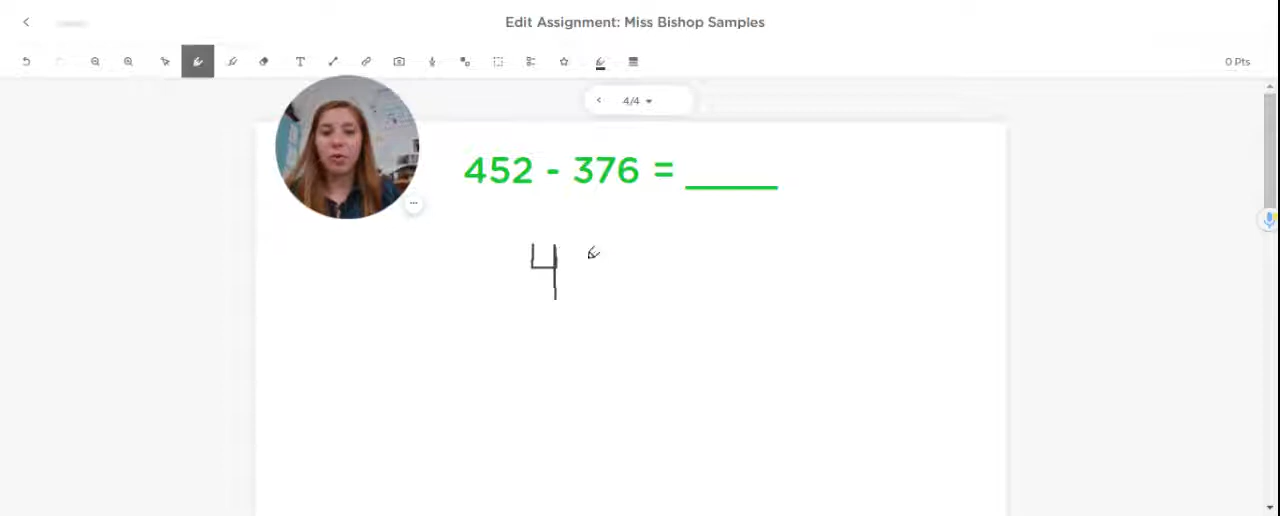 Edit Assignment: Miss Bishop Samples
T
0 Pts
4/4
452 - 376 = _____
4